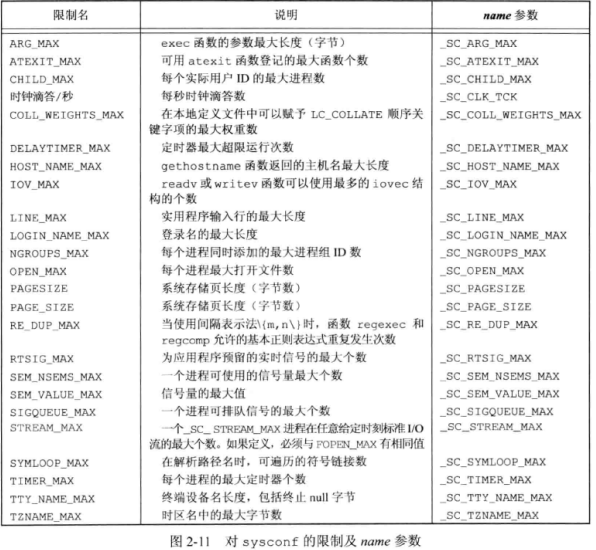 限制名 说明 name 参数
ARG_MAX exec 函数的参数最大长度（字节） _SC_ARG_MAX
ATEXIT_MAX 可用 atexit 函数登记的最大函数个数 _SC_ATEXIT_MAX
CHILD_MAX 每个实际用户 ID 的最大进程数 _SC_CHILD_MAX
时钟滴答/秒 每秒时钟滴答数 _SC_CLK_TCK
COLL_WEIGHTS_MAX 在本地定义文件中可以赋予 LC_COLLATE 顺序关 _SC_COLL_WEIGHTS_MAX
键字项的最大权重数
DELAYTIMER_MAX 定时器最大超限运行次数 _SC_DELAYTIMER_MAX
HOST_NAME_MAX gethostname 函数返回的主机名最大长度 _SC_HOST_NAME_MAX
IOV_MAX readv 或 writev 函数可以使用最多的 iovec 结 _SC_IOV_MAX
构的个数
LINE_MAX 实用程序输入行的最大长度 _SC_LINE_MAX
LOGIN_NAME_MAX 登录名的最大长度 _SC_LOGIN_NAME_MAX
NGROUPS_MAX 每个进程同时添加的最大进程组 ID 数 _SC_NGROUPS_MAX
OPEN_MAX 每个进程最大打开文件数 _SC_OPEN_MAX
PAGESIZE 系统存储页长度（字节数） _SC_PAGESIZE
PAGE_SIZE 系统存储页长度（字节数） _SC_PAGE_SIZE
RE_DUP_MAX 当使用间隔表示法\{m,n\}时，函数 regexec 和 _SC_RE_DUP_MAX
regcomp 允许的基本正则表达式重复发生次数
RTSIG_MAX 为应用程序预留的实时信号的最大个数 _SC_RTSIG_MAX
SEM_NSEMS_MAX 一个进程可使用的信号量最大个数 _SC_SEM_NSEMS_MAX
SEM_VALUE_MAX 信号量的最大值 _SC_SEM_VALUE_MAX
SIGQUEUE_MAX 一个进程可排队信号的最大个数 _SC_SIGQUEUE_MAX
STREAM_MAX 一个_SC_ STREAM_MAX 进程在任意给定时刻标准 I/O _SC_STREAM_MAX
流的最大个数。如果定义，必须与 FOPEN_MAX 有相同值
SYMLOOP_MAX 在解析路径名时，可遍历的符号链接数 _SC_SYMLOOP_MAX
TIMER_MAX 每个进程的最大定时器个数 _SC_TIMER_MAX
TTY_NAME_MAX 终端设备名长度，包括终止 null 字节 _SC_TTY_NAME_MAX
TZNAME_MAX 时区名中的最大字节数 _SC_TZNAME_MAX
图 2-11 对 sysconf 的限制及 name 参数